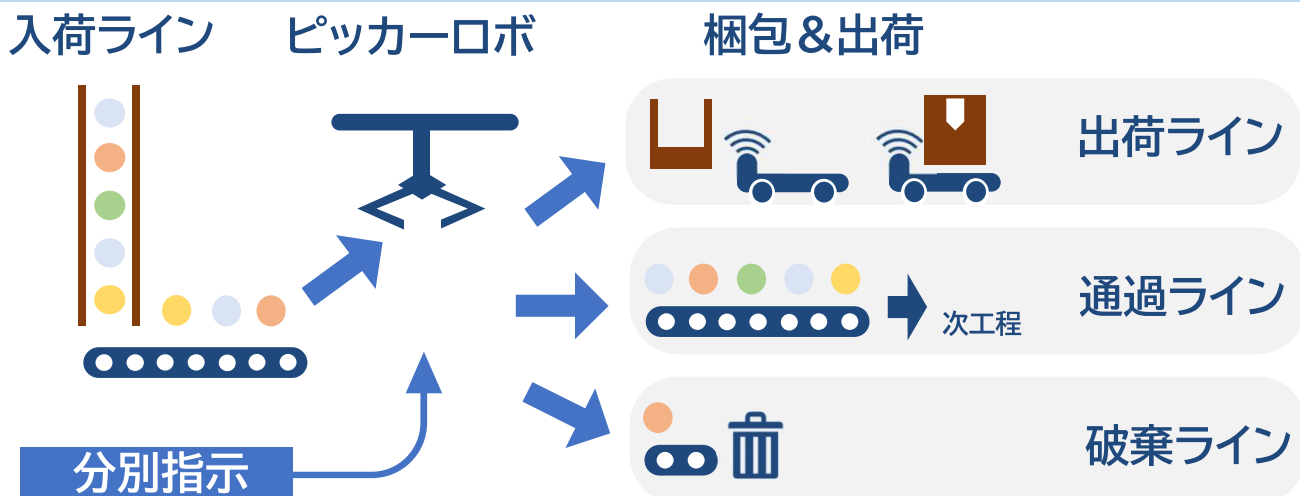 入荷ライン
ピッカーロボ
梱包＆出荷
出荷ライン
通過ライン
次工程
破棄ライン
分別指示